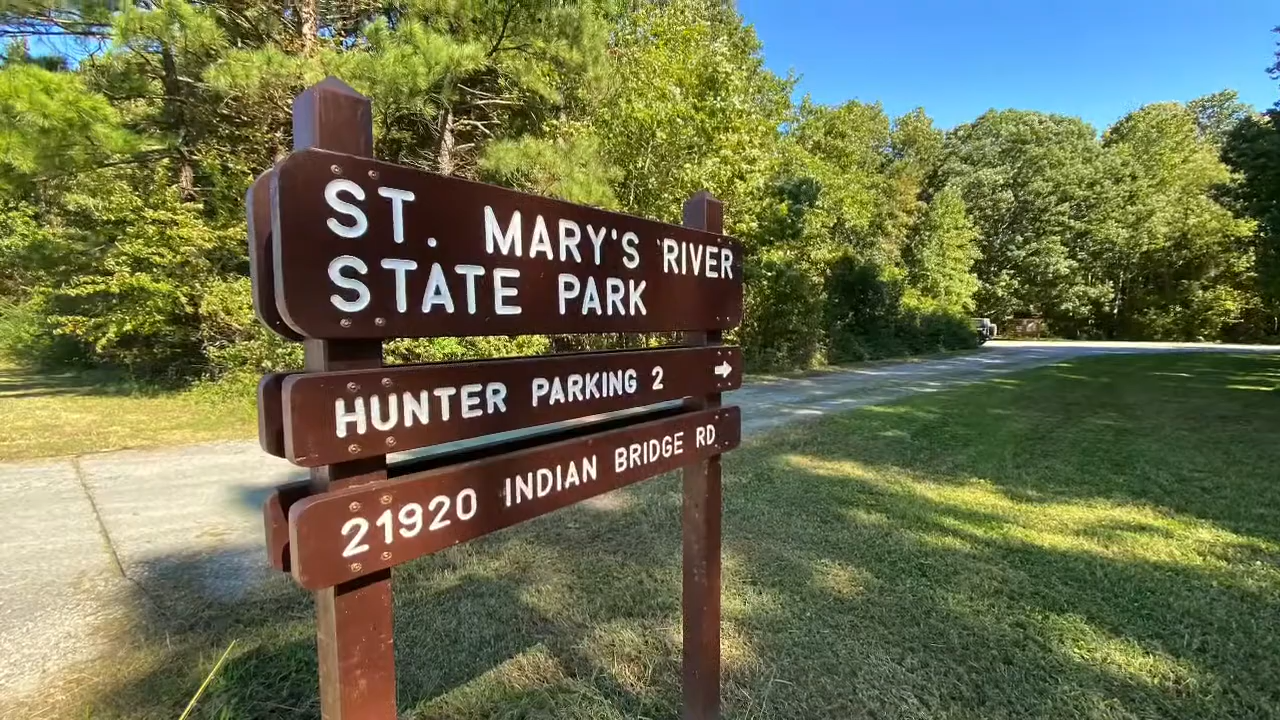 ST. MARY'S RIVER
STATE PARK
HUNTER PARKING 2
21920 INDIAN BRIDGE RD